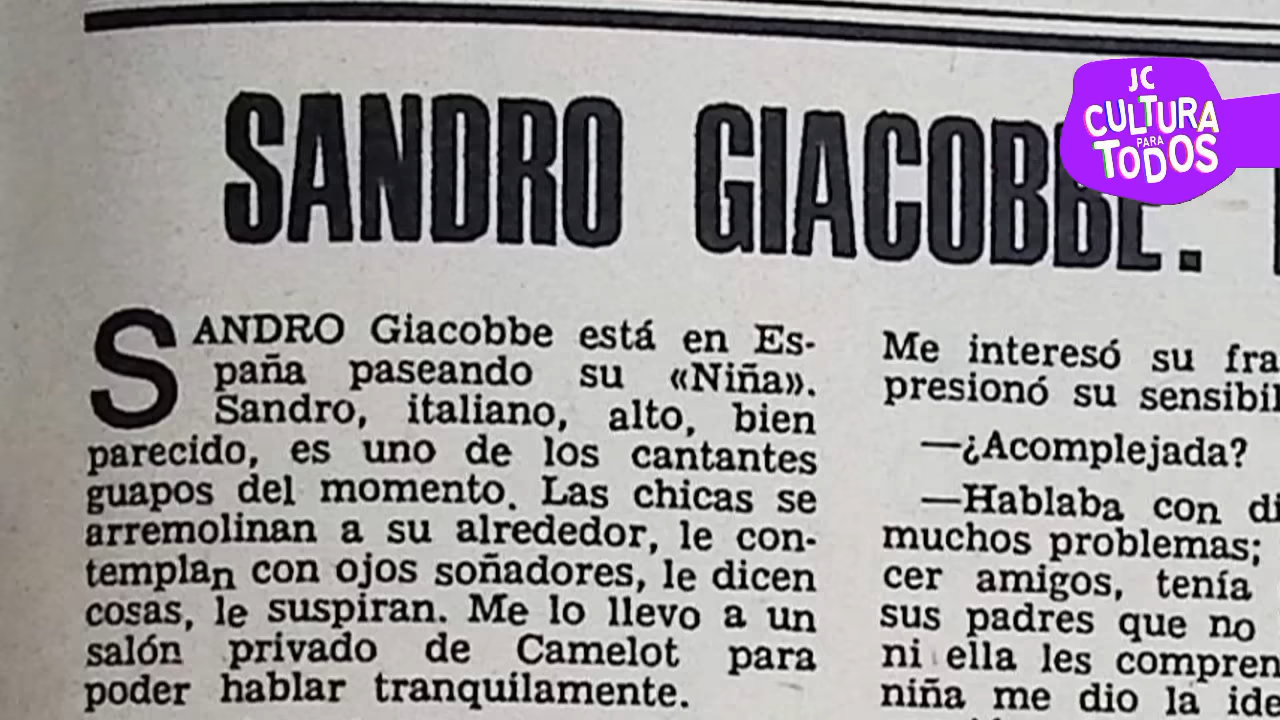 SANDRO GIACOBBE.
JC
CULTURA
PARA
TODOS
SANDRO Giacobbe está en Es-
paña paseando su «Niña».
Sandro, italiano, alto, bien
parecido, es uno de los cantantes
guapos del momento. Las chicas se
arremolinan a su alrededor, le con-
templan con ojos soñadores, le dicen
cosas, le suspiran. Me lo llevo a un
salón privado de Camelot para
poder hablar tranquilamente.
Me interesó su fra
presionó su sensibil
—¿Acomplejada?
—Hablaba con di
muchos problemas;
cer amigos, tenía
sus padres que no
ni ella les compren
niña me dio la ide